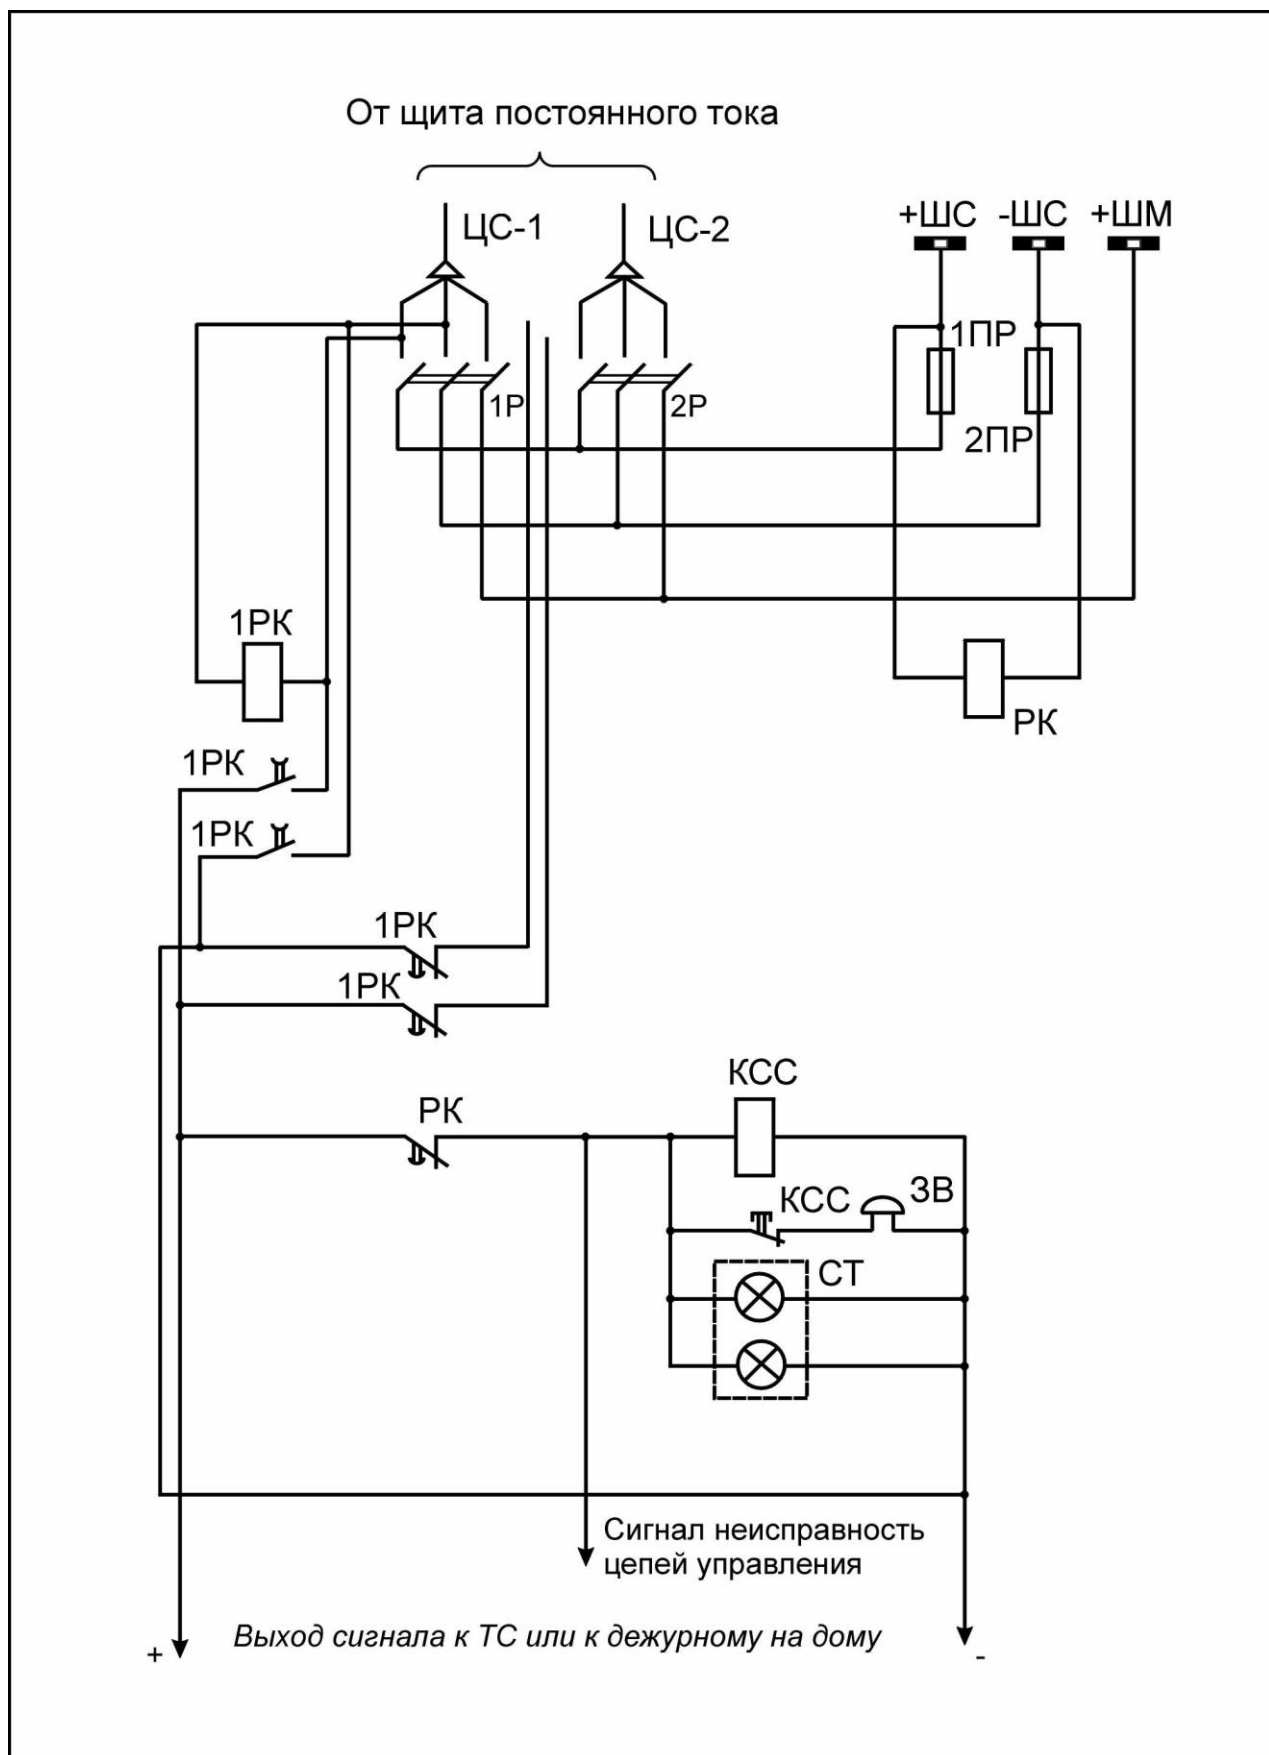 От щита постоянного тока
ЦС-1
ЦС-2
+ШС
-ШС
+ШМ
1ПР
1Р
2Р
2ПР
1РК
РК
1РК
1РК
1РК
1РК
КСС
РК
КСС
ЗВ
СТ
Сигнал неисправность
цепей управления
Выход сигнала к ТС или к дежурному на дому
+
-